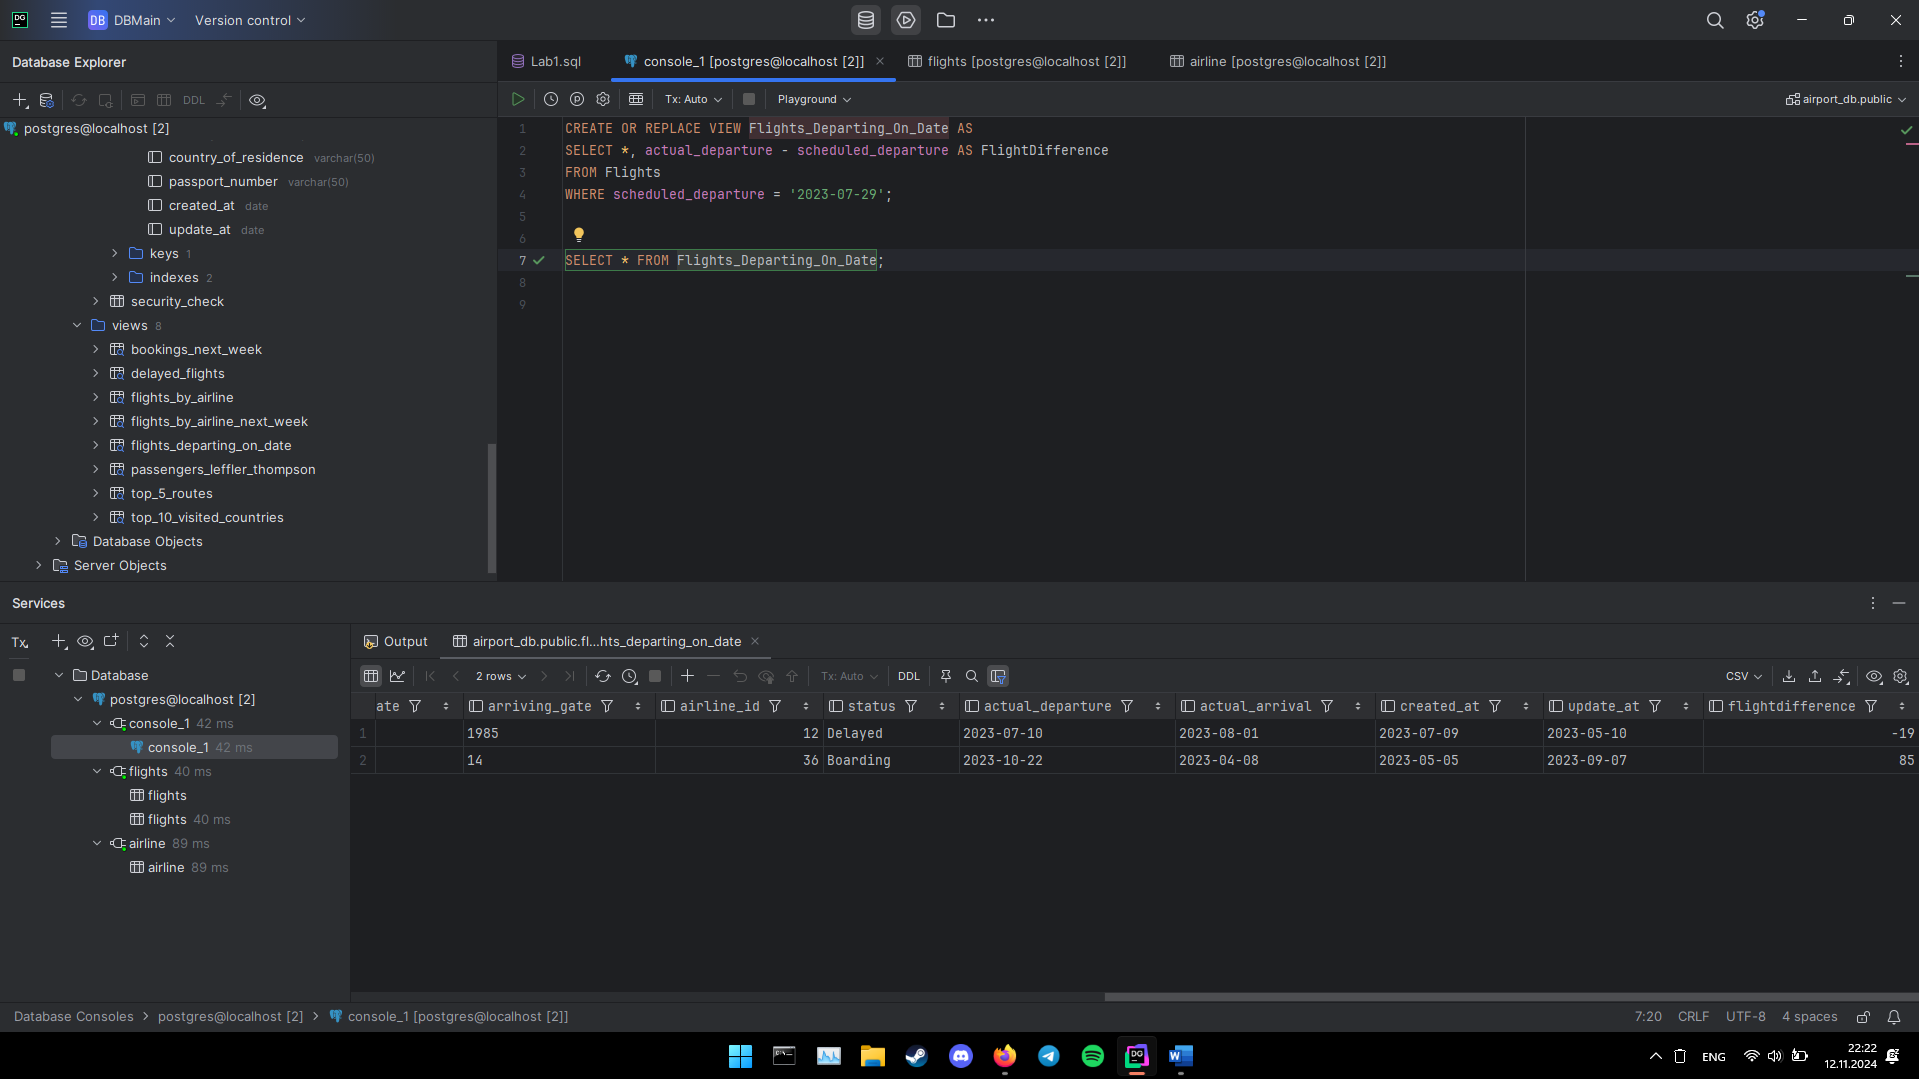 DG
DB DBMain
Version control
Database Explorer
DDL
postgres@localhost [2]
country_of_residence varchar(50)
passport_number varchar(50)
created_at date
update_at date
keys 1
indexes 2
security_check
views 8
bookings_next_week
delayed_flights
flights_by_airline
flights_by_airline_next_week
flights_departing_on_date
passengers_leffler_thompson
top_5_routes
top_10_visited_countries
Database Objects
Server Objects
Lab1.sql
console_1 [postgres@localhost [2]]
flights [postgres@localhost [2]]
airline [postgres@localhost [2]]
Tx: Auto
Playground
airport_db.public
1 CREATE OR REPLACE VIEW Flights_Departing_On_Date AS
2 SELECT *, actual_departure - scheduled_departure AS FlightDifference
3 FROM Flights
4 WHERE scheduled_departure = '2023-07-29';
5
6
7 SELECT * FROM Flights_Departing_On_Date;
8
9
Services
Tx
Database
postgres@localhost [2]
console_1 42 ms
console_1 42 ms
flights 40 ms
flights
flights 40 ms
airline 89 ms
airline 89 ms
Output
airport_db.public.fl...hts_departing_on_date
2 rows
Tx: Auto
DDL
CSV
ate arriving_gate airline_id status actual_departure actual_arrival created_at update_at flightdifference
1 1985 12 Delayed 2023-07-10 2023-08-01 2023-07-09 2023-05-10 -19
2 14 36 Boarding 2023-10-22 2023-04-08 2023-05-05 2023-09-07 85
Database Consoles > postgres@localhost [2] > console_1 [postgres@localhost [2]]
7:20 CRLF UTF-8 4 spaces
DG
W
ENG
22:22
12.11.2024